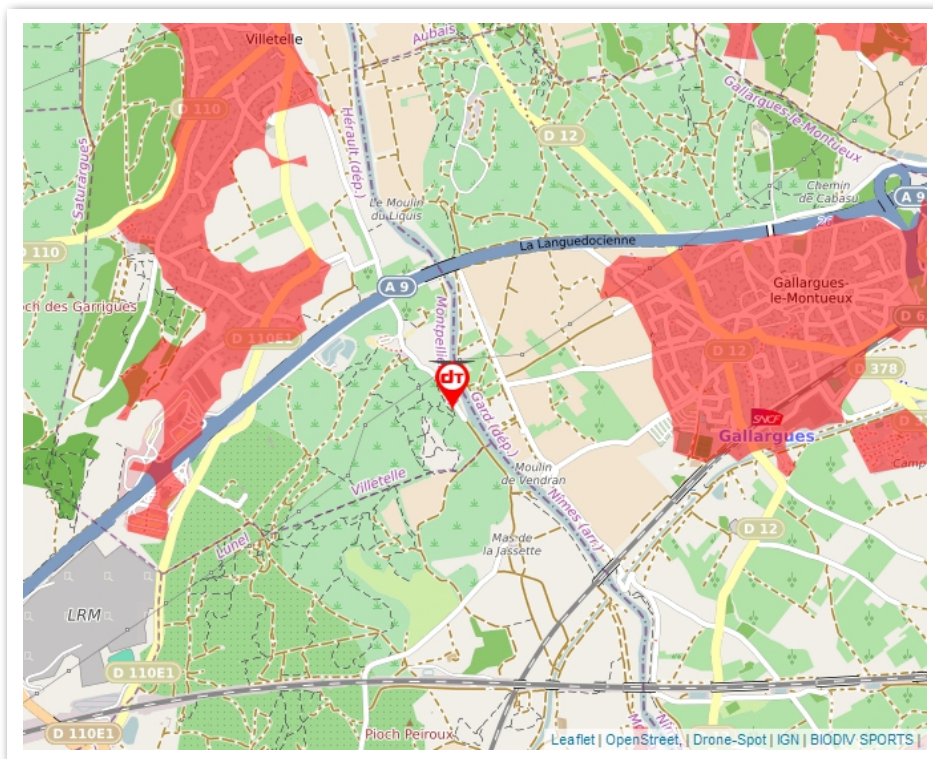 Villetelle
Aubais
Gallargues-le-Montueux
D 110
Hérault (dép.)
D 12
Saturargues
Chemin
de Cabasu
A 9
Le Moulin
du Liquis
26
La Languedocienne
110
A 9
Gallargues-
le-Montueux
och des Garrigues
Montpellie
D 6
D 110E1
D 12
dT
D 378
Gard (dép.)
SNCF
Gallargues
Camp
Moulin
de Vendran
Villetelle
Nîmes (arr.)
D 12
Lunel
Mas de
la Jassette
LRM
D 110E1
D 110E1
Pioch Peiroux
Leaflet | OpenStreet, | Drone-Spot | IGN | BIODIV SPORTS |